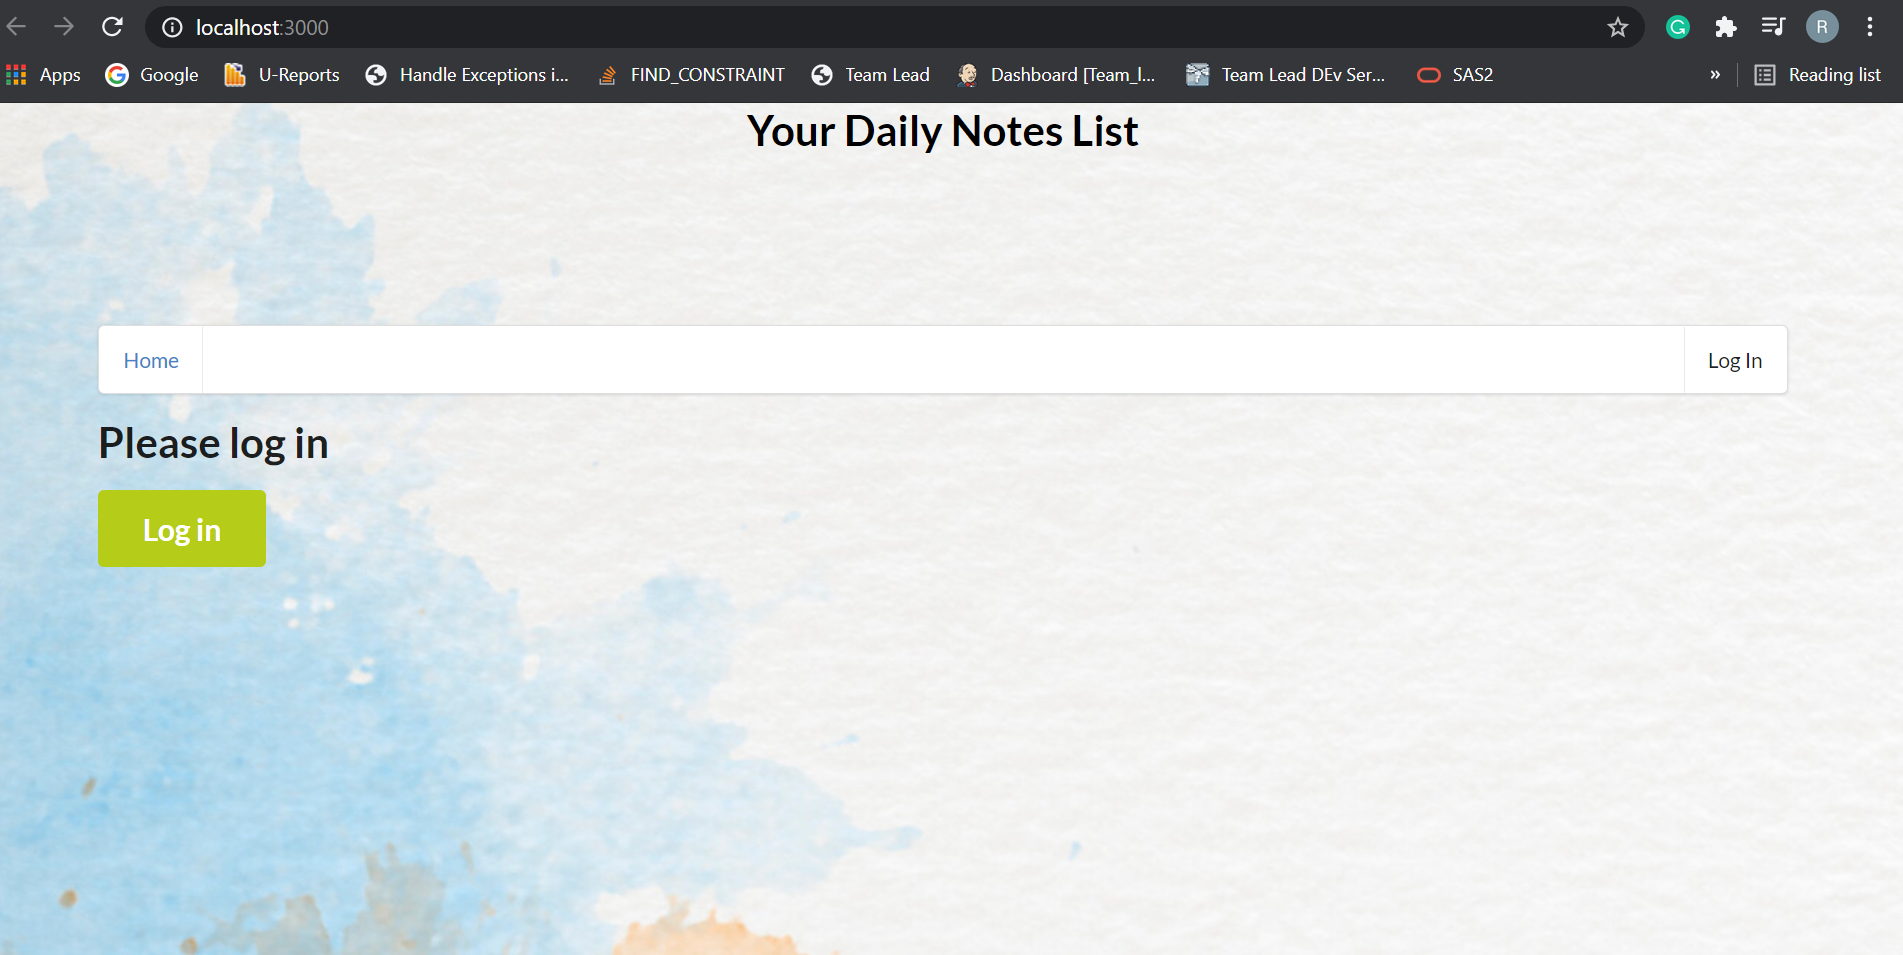 localhost:3000
R
Apps
Google
U-Reports
Handle Exceptions i...
FIND_CONSTRAINT
Team Lead
Dashboard [Team_l...
Team Lead DEv Ser...
SAS2
»
Reading list
Your Daily Notes List
Home
Log In
Please log in
Log in